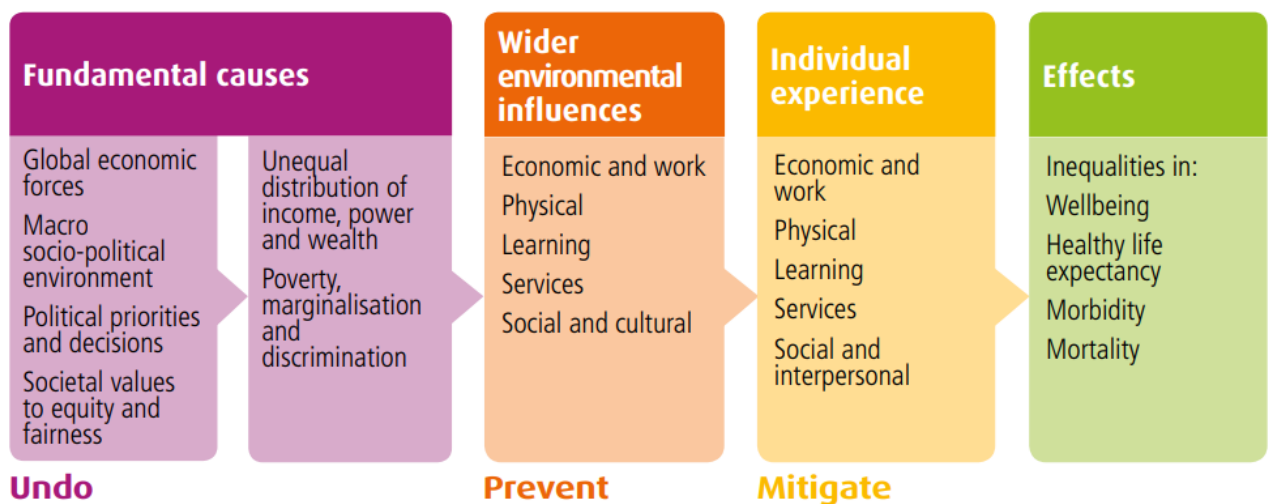 Fundamental causes
Global economic
forces
Macro
socio-political
environment
Political priorities
and decisions
Societal values
to equity and
fairness
Unequal
distribution of
income, power
and wealth
Poverty,
marginalisation
and
discrimination
Undo
Wider
environmental
influences
Economic and work
Physical
Learning
Services
Social and cultural
Prevent
Individual
experience
Economic and
work
Physical
Learning
Services
Social and
interpersonal
Mitigate
Effects
Inequalities in:
Wellbeing
Healthy life
expectancy
Morbidity
Mortality